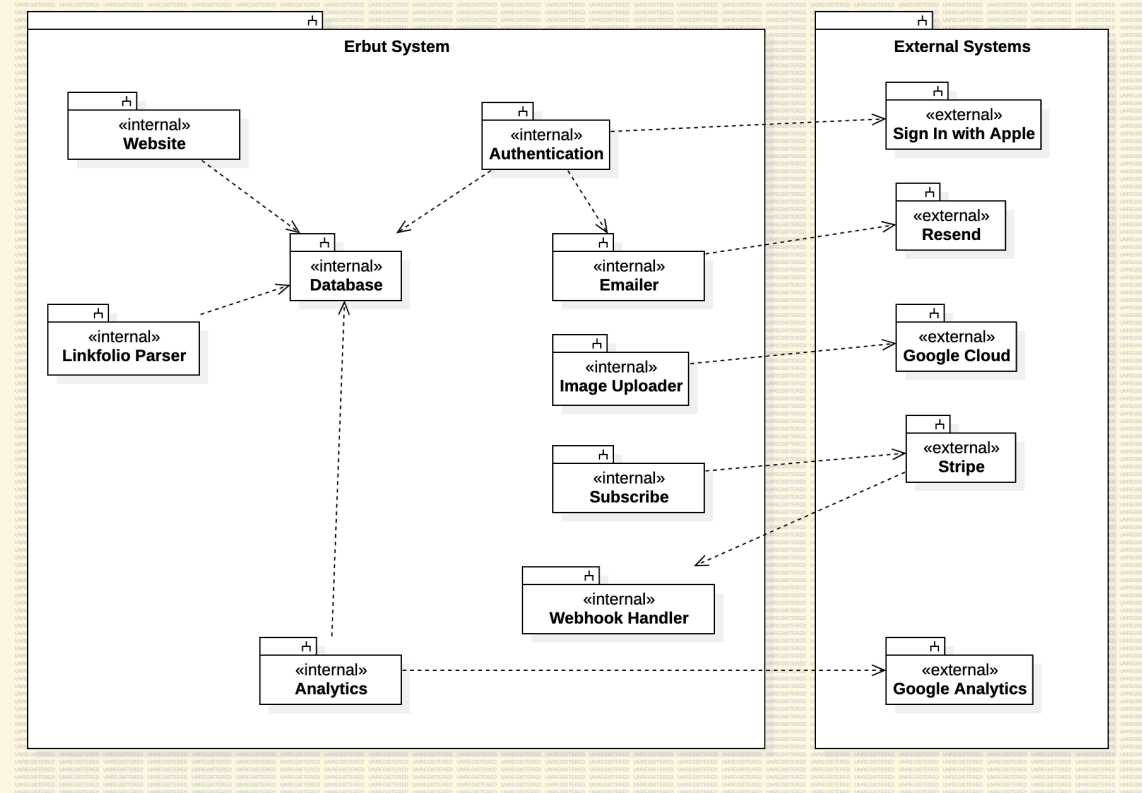 Erbut System
External Systems
«internal»
Website
«internal»
Authentication
«external»
Sign In with Apple
«external»
Resend
«internal»
Database
«internal»
Emailer
«internal»
Linkfolio Parser
«internal»
Image Uploader
«external»
Google Cloud
«internal»
Subscribe
«external»
Stripe
«internal»
Webhook Handler
«internal»
Analytics
«external»
Google Analytics
UNREGISTERED